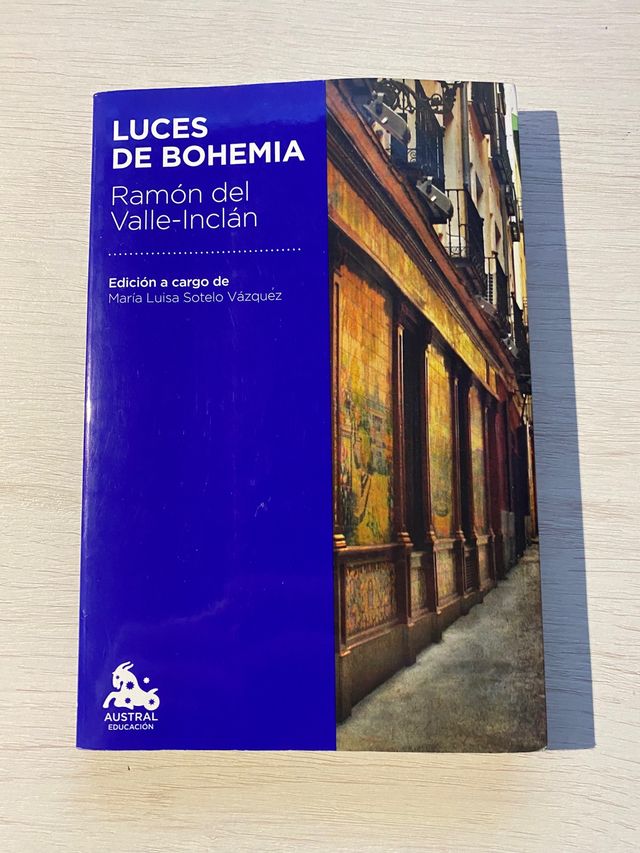 LUCES
DE BOHEMIA
Ramón del
Valle-Inclán
Edición a cargo de
María Luisa Sotelo Vázquez
AUSTRAL
EDUCACIÓN